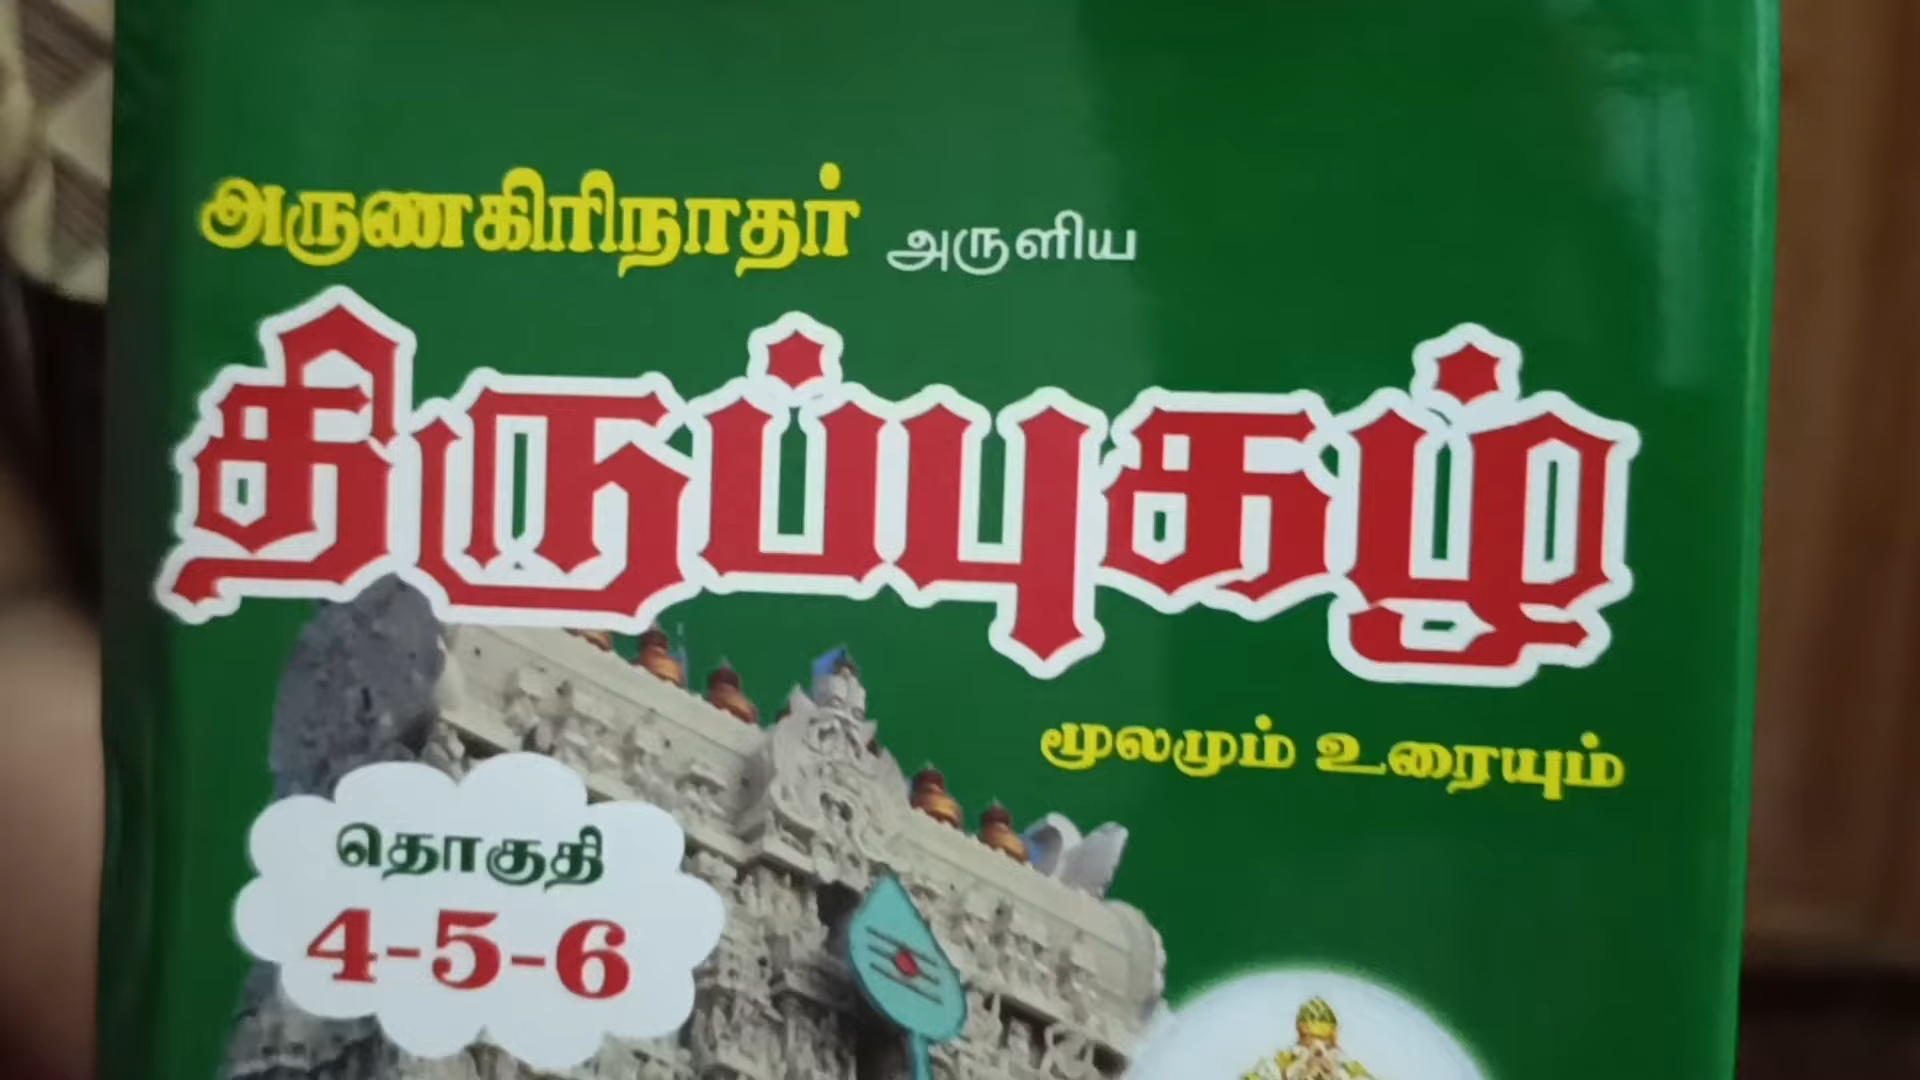 அருணகிரிநாதர் அருளிய
திருப்புகழ்
மூலமும் உரையும்
தொகுதி
4-5-6